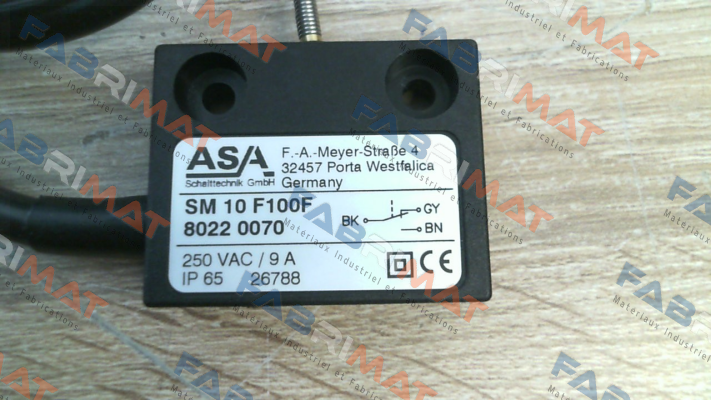 ASA
Schalttechnik GmbH
F.-A.-Meyer-Straße 4
32457 Porta Westfalica
Germany
SM 10 F100F
8022 0070
BK
GY
BN
250 VAC / 9 A
IP 65 26788
CE
FABRIMAT
Materiaux Industriel et Fabrications